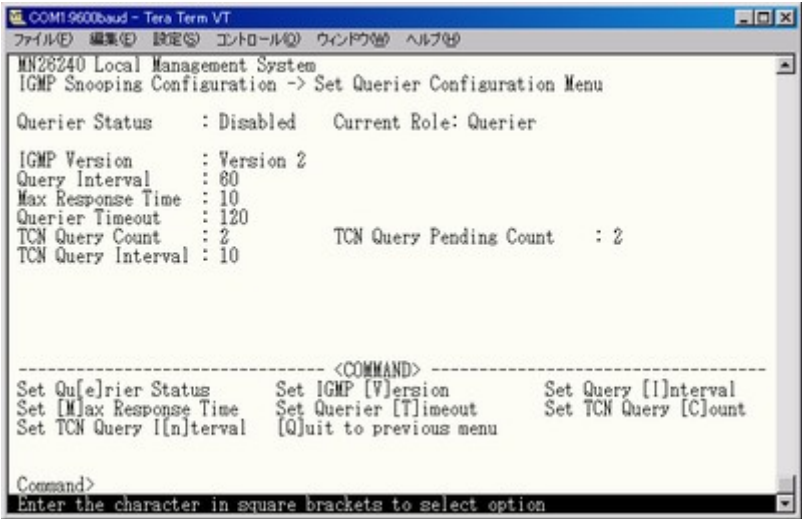 COM1:9600baud - Tera Term VT
ファイル(F) 編集(E) 設定(S) コントロール(O) ウィンドウ(W) ヘルプ(H)
MN26240 Local Management System
IGMP Snooping Configuration -> Set Querier Configuration Menu
Querier Status : Disabled Current Role: Querier
IGMP Version : Version 2
Query Interval : 60
Max Response Time : 10
Querier Timeout : 120
TCN Query Count : 2 TCN Query Pending Count : 2
TCN Query Interval : 10
------------------------------- <COMMAND> ----------------------------------
Set Qu[e]rier Status Set IGMP [V]ersion Set Query [I]nterval
Set [M]ax Response Time Set Querier [T]imeout Set TCN Query [C]ount
Set TCN Query I[n]terval [Q]uit to previous menu
Command>
Enter the character in square brackets to select option